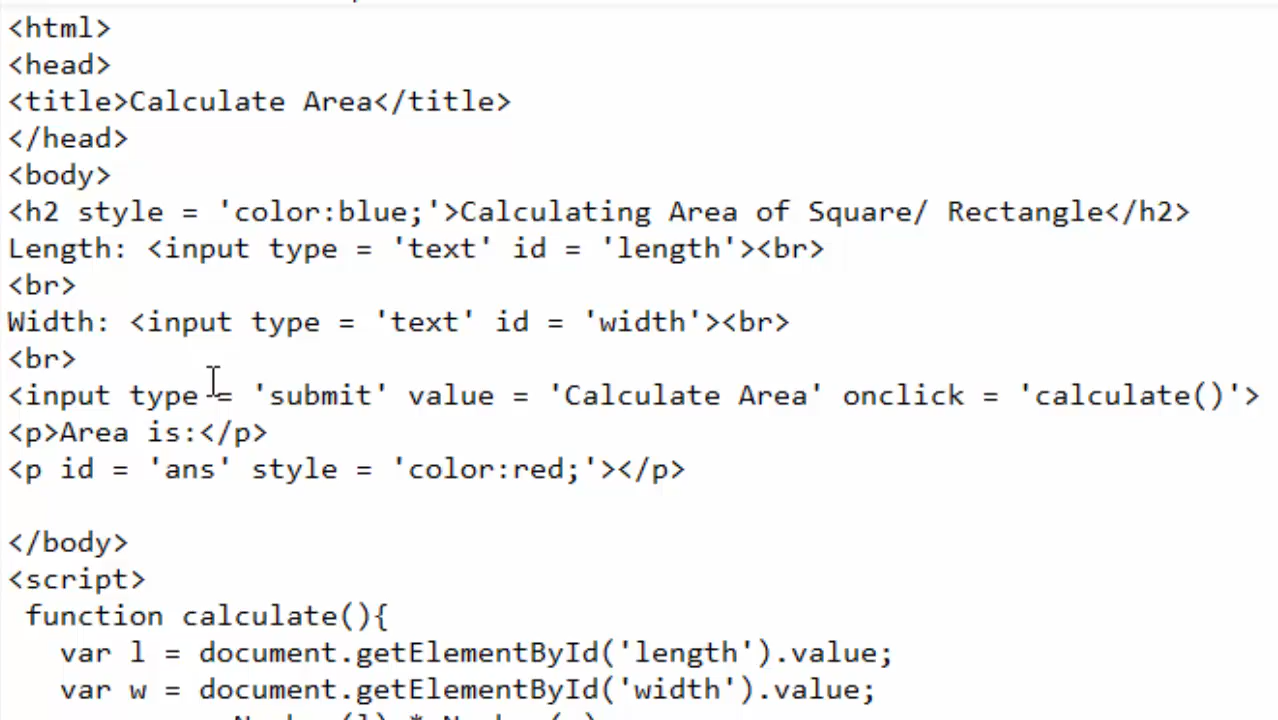 <html>
<head>
<title>Calculate Area</title>
</head>
<body>
<h2 style = 'color:blue;'>Calculating Area of Square/ Rectangle</h2>
Length: <input type = 'text' id = 'length'><br>
<br>
Width: <input type = 'text' id = 'width'><br>
<br>
<input type = 'submit' value = 'Calculate Area' onclick = 'calculate()'>
<p>Area is:</p>
<p id = 'ans' style = 'color:red;'></p>
</body>
<script>
function calculate(){
var l = document.getElementById('length').value;
var w = document.getElementById('width').value;